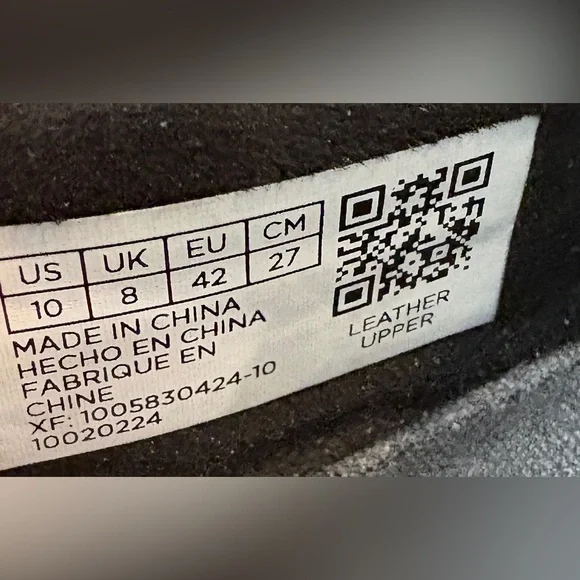 US UK EU CM
10 8 42 27
MADE IN CHINA
HECHO EN CHINA
FABRIQUE EN
CHINE
XF: 1005830424-10
10020224
LEATHER
UPPER